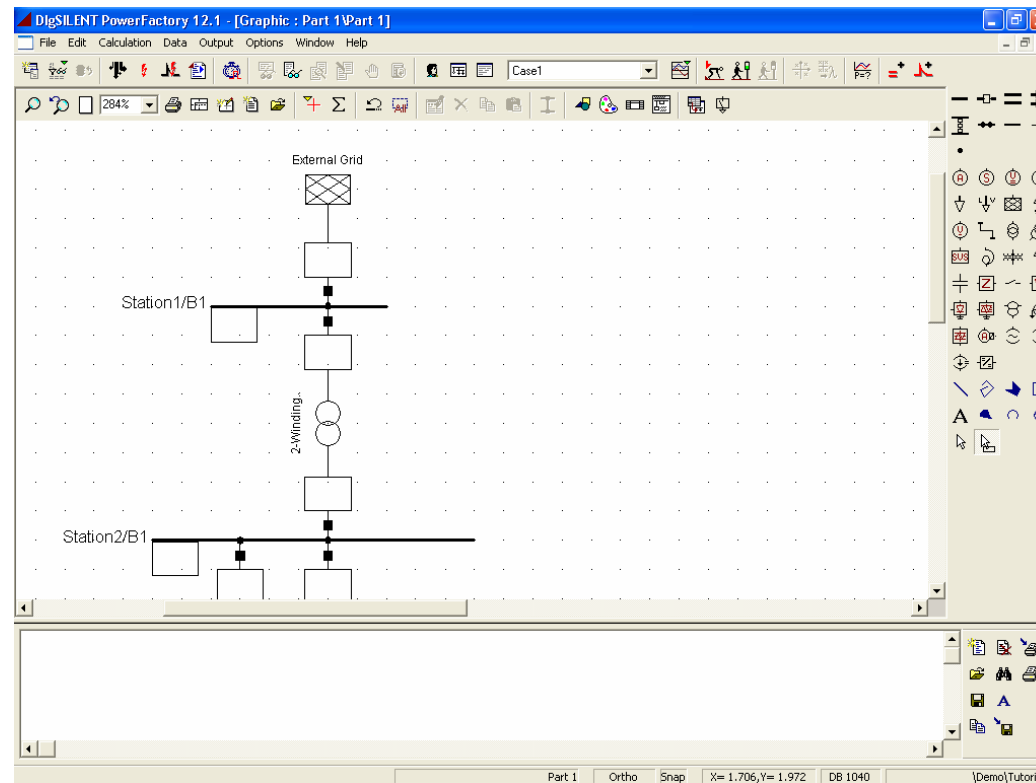 DIgSILENT PowerFactory 12.1 - [Graphic : Part 1\Part 1]
File Edit Calculation Data Output Options Window Help
Case1
284%
External Grid
Station1/B1
2-Winding..
Station2/B1
A
Part 1 Ortho Snap X= 1.706,Y= 1.972 DB 1040 \Demo\Tutori